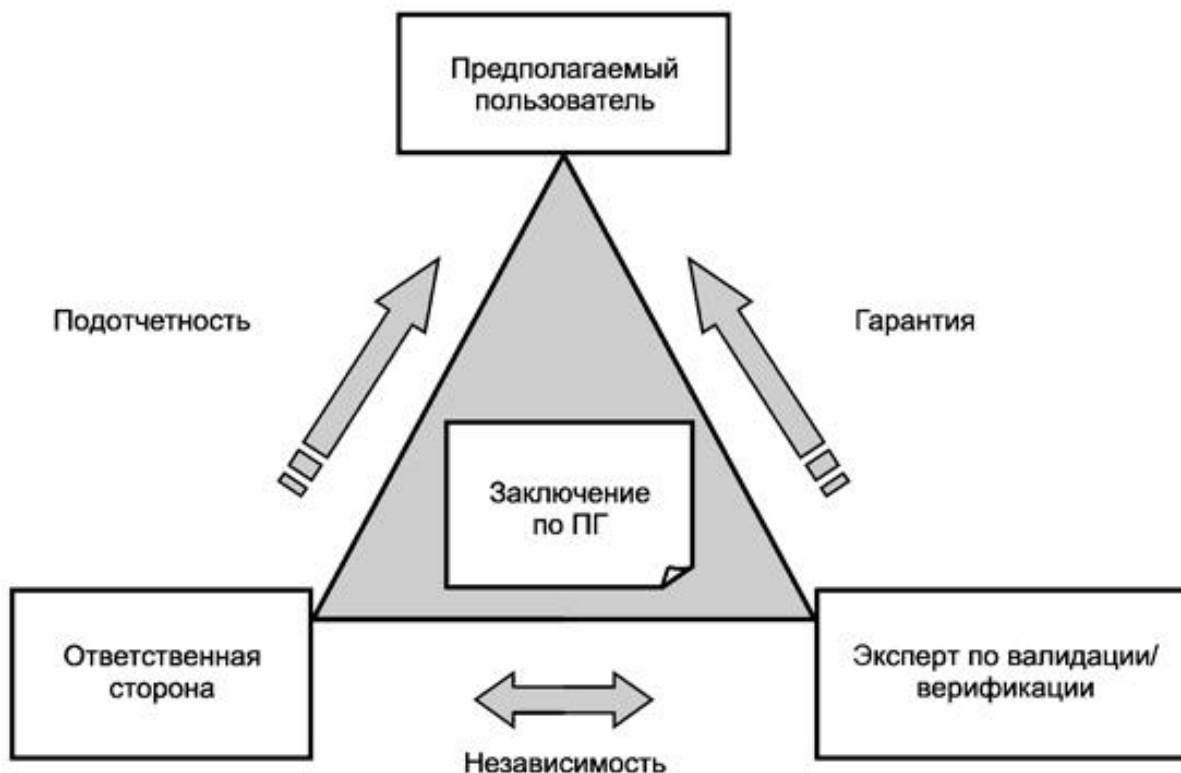 Предполагаемый
пользователь
Подотчетность
Гарантия
Заключение
по ПГ
Ответственная
сторона
Эксперт по валидации/
верификации
Независимость